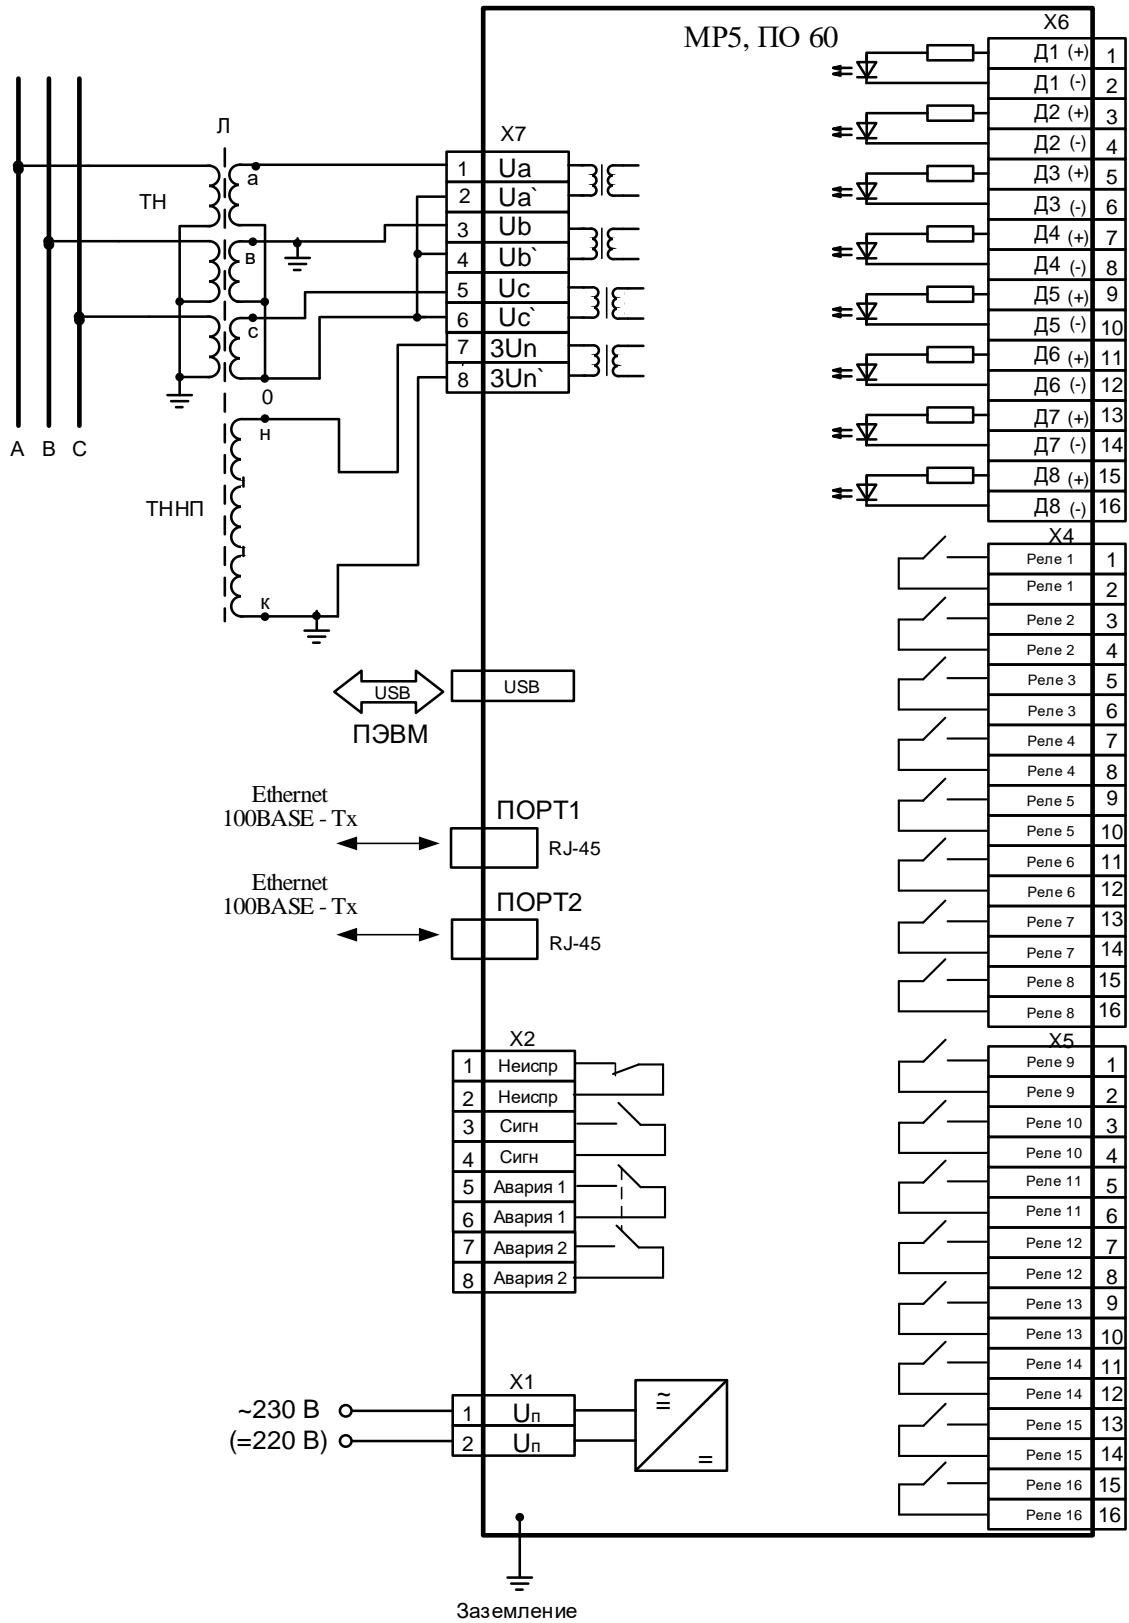 МР5, ПО 60
X6
Д1 (+) 1
Д1 (-) 2
Д2 (+) 3
Д2 (-) 4
Д3 (+) 5
Д3 (-) 6
Д4 (+) 7
Д4 (-) 8
Д5 (+) 9
Д5 (-) 10
Д6 (+) 11
Д6 (-) 12
Д7 (+) 13
Д7 (-) 14
Д8 (+) 15
Д8 (-) 16
Л
ТН
а
в
с
0
н
ТННП
к
A B C
X7
1 Ua
2 Ua`
3 Ub
4 Ub`
5 Uc
6 Uc`
7 3Un
8 3Un`
X4
Реле 1 1
Реле 1 2
Реле 2 3
Реле 2 4
Реле 3 5
Реле 3 6
Реле 4 7
Реле 4 8
Реле 5 9
Реле 5 10
Реле 6 11
Реле 6 12
Реле 7 13
Реле 7 14
Реле 8 15
Реле 8 16
USB USB
ПЭВМ
Ethernet
100BASE - Tx
ПОРТ1
RJ-45
Ethernet
100BASE - Tx
ПОРТ2
RJ-45
X2
1 Неиспр
2 Неиспр
3 Сигн
4 Сигн
5 Авария 1
6 Авария 1
7 Авария 2
8 Авария 2
X5
Реле 9 1
Реле 9 2
Реле 10 3
Реле 10 4
Реле 11 5
Реле 11 6
Реле 12 7
Реле 12 8
Реле 13 9
Реле 13 10
Реле 14 11
Реле 14 12
Реле 15 13
Реле 15 14
Реле 16 15
Реле 16 16
X1
~230 В 1 Uп
(=220 В) 2 Uп
≂
=
Заземление